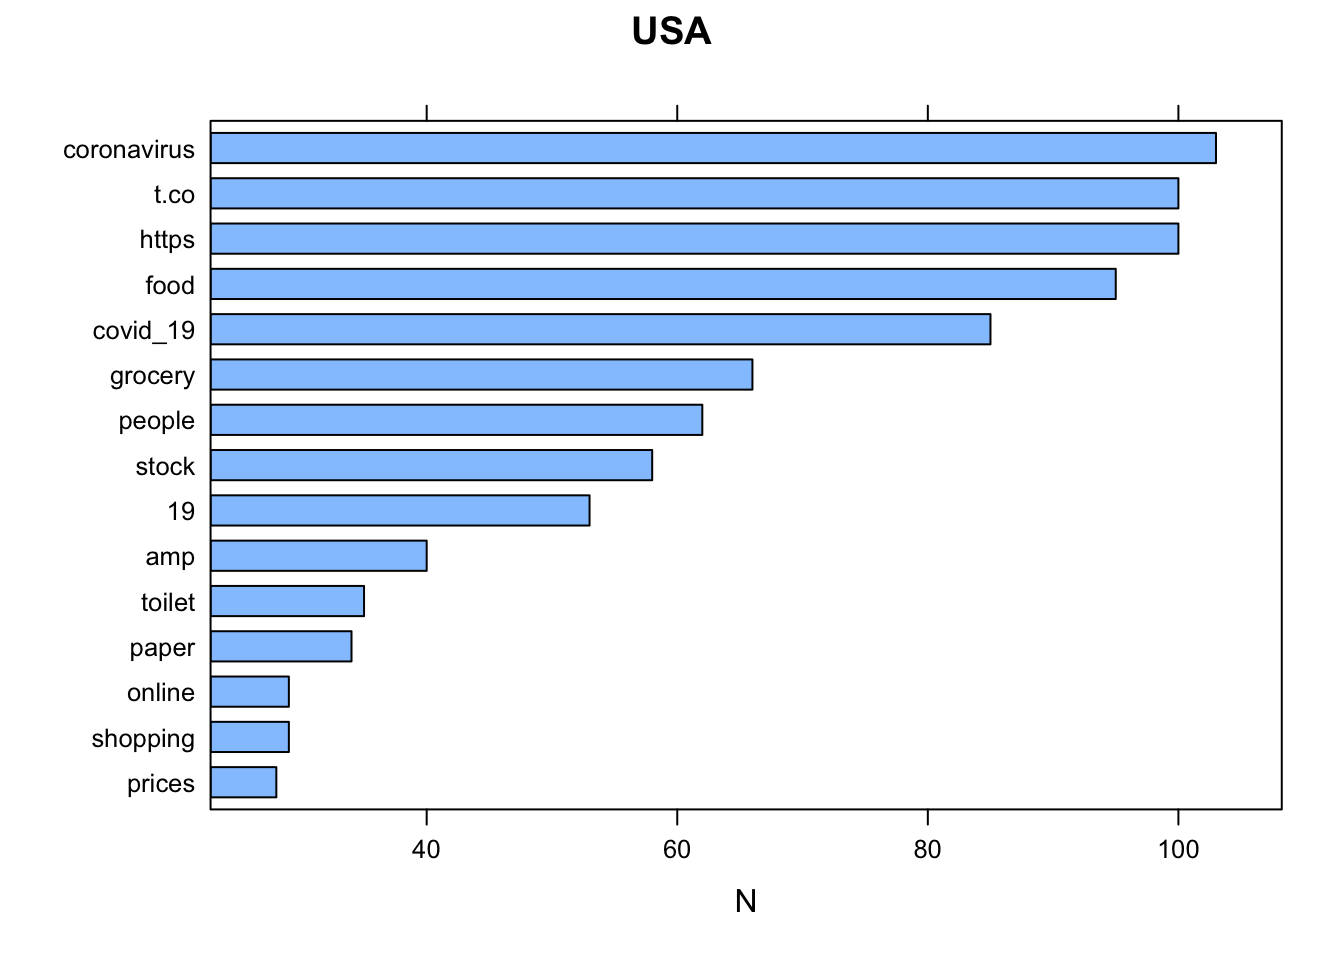 USA
coronavirus
t.co
https
food
covid_19
grocery
people
stock
19
amp
toilet
paper
online
shopping
prices
40 60 80 100
N